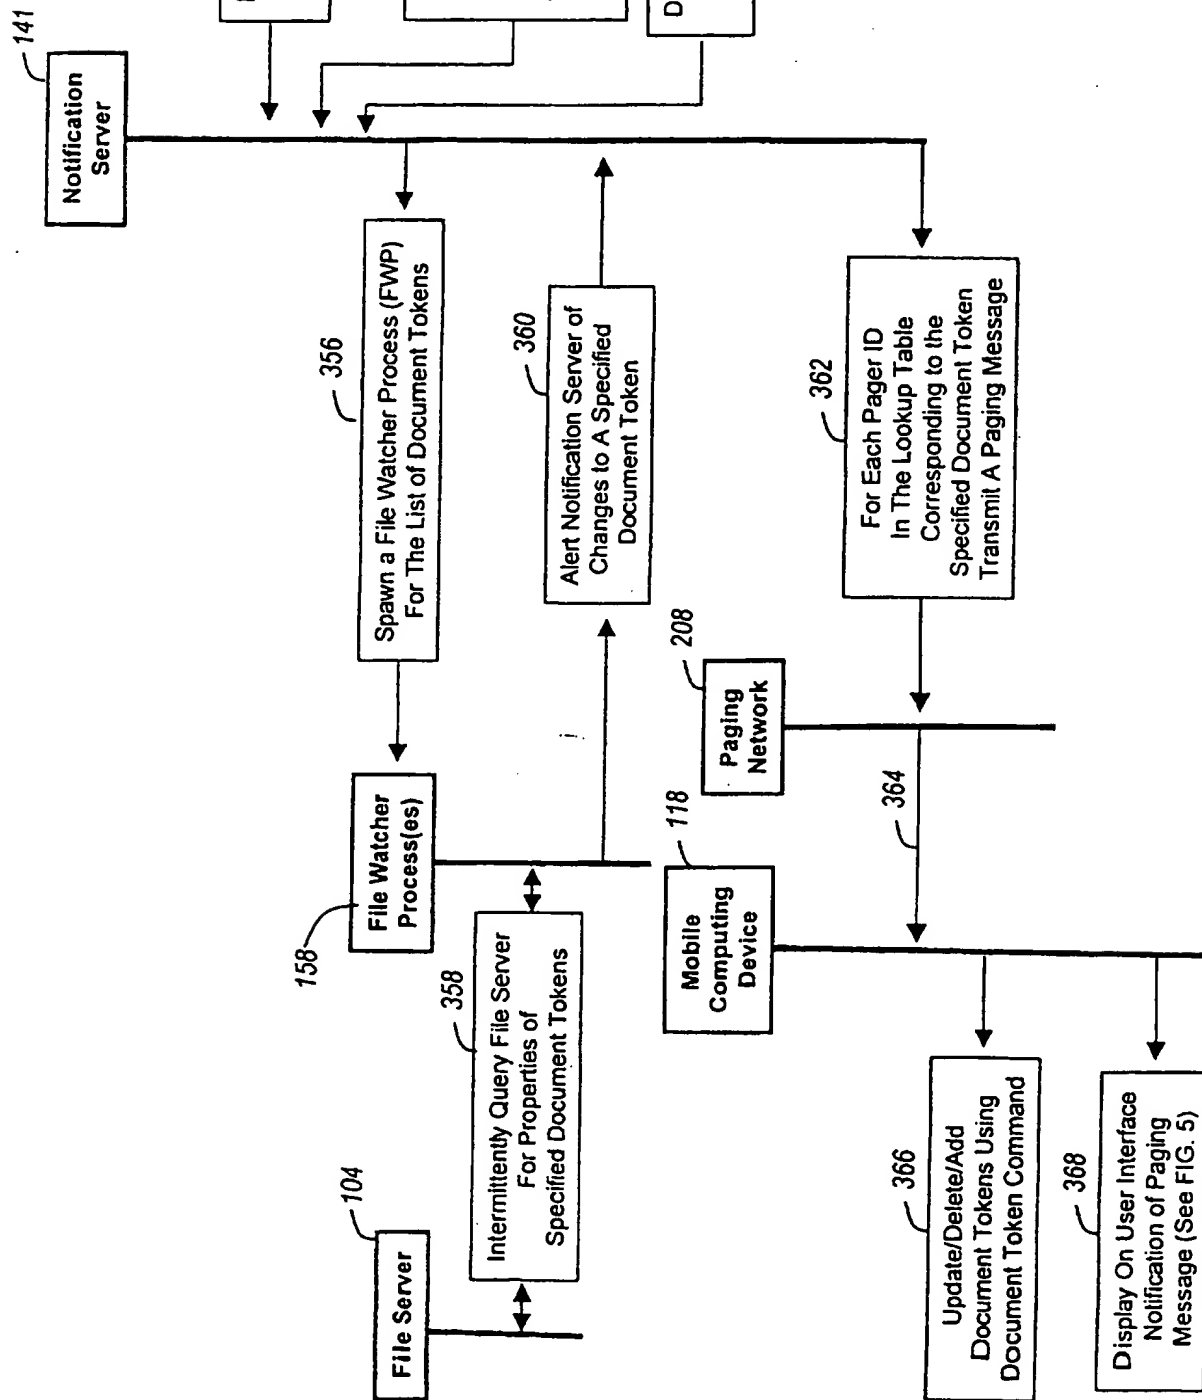 141
Notification
Server
D
356
Spawn a File Watcher Process (FWP)
For The List of Document Tokens
158
File Watcher
Process(es)
104
File Server
358
Intermittently Query File Server
For Properties of
Specified Document Tokens
360
Alert Notification Server of
Changes to A Specified
Document Token
362
For Each Pager ID
In The Lookup Table
Corresponding to the
Specified Document Token
Transmit A Paging Message
208
Paging
Network
364
118
Mobile
Computing
Device
366
Update/Delete/Add
Document Tokens Using
Document Token Command
368
Display On User Interface
Notification of Paging
Message (See FIG. 5)